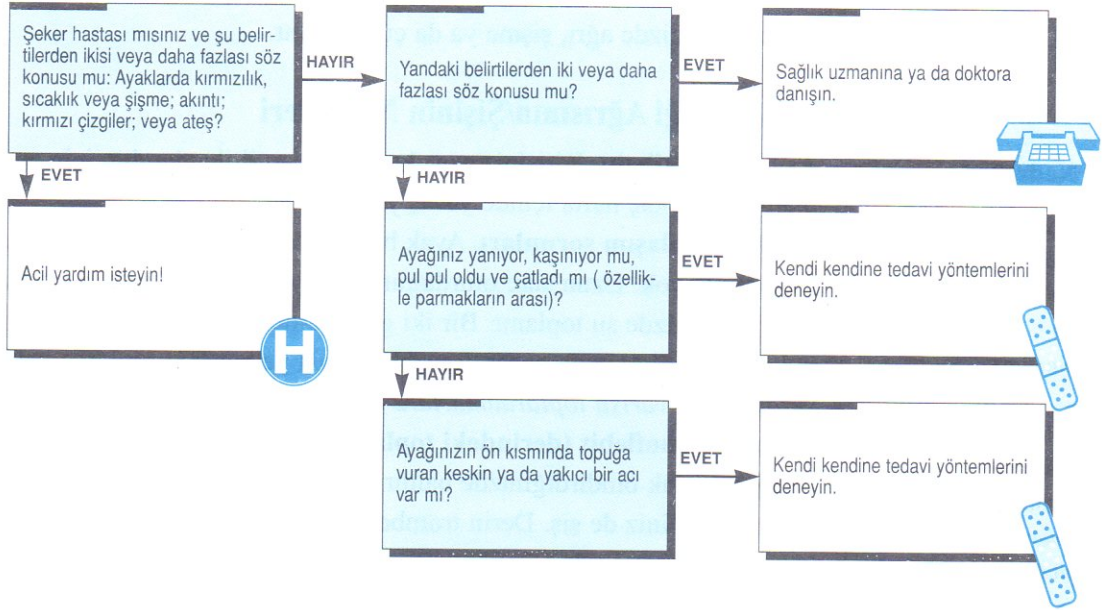 Şeker hastası mısınız ve şu belir-
tilerden ikisi veya daha fazlası söz
konusu mu: Ayaklarda kırmızılık,
sıcaklık veya şişme; akıntı;
kırmızı çizgiler; veya ateş?
HAYIR
Yandaki belirtilerden iki veya daha
fazlası söz konusu mu?
EVET
Sağlık uzmanına ya da doktora
danışın.
EVET
HAYIR
Acil yardım isteyin!
H
Ayağınız yanıyor, kaşınıyor mu,
pul pul oldu ve çatladı mı ( özellik-
le parmakların arası)?
EVET
Kendi kendine tedavi yöntemlerini
deneyin.
HAYIR
Ayağınızın ön kısmında topuğa
vuran keskin ya da yakıcı bir acı
var mı?
EVET
Kendi kendine tedavi yöntemlerini
deneyin.